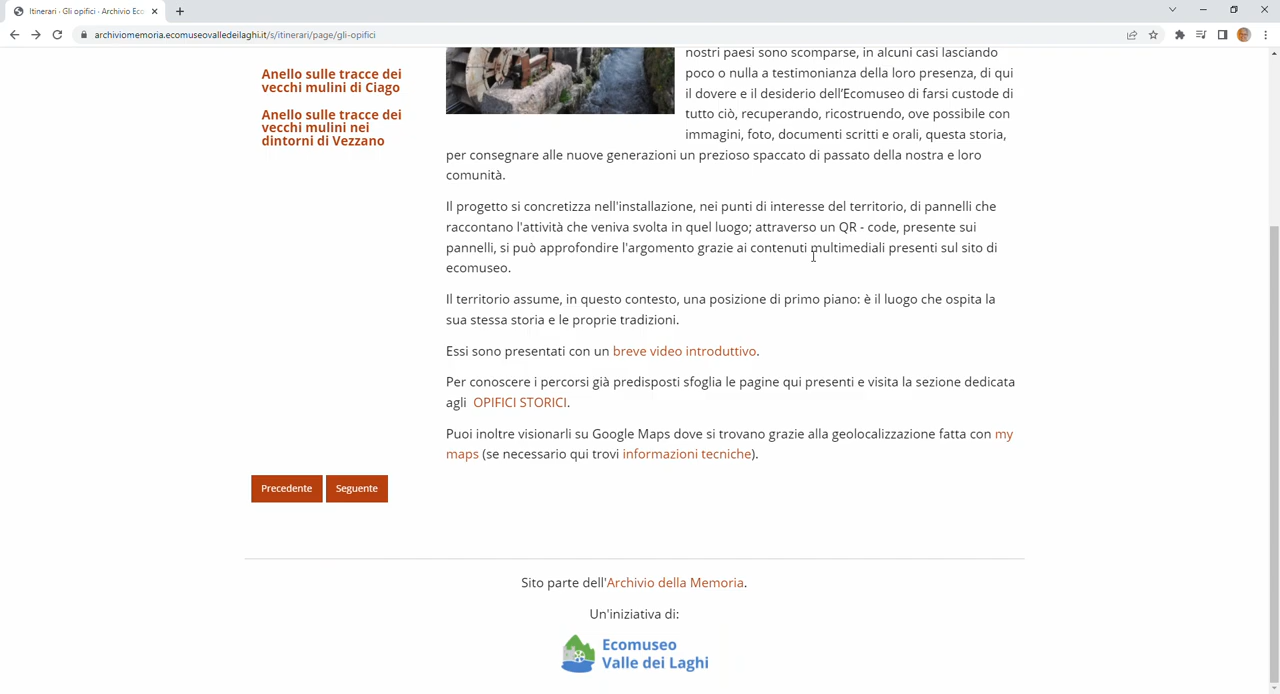 Itinerari · Gli opifici · Archivio Eco
archiviomemoria.ecomuseovalledeilaghi.it/s/itinerari/page/gli-opifici
Anello sulle tracce dei
vecchi mulini di Ciago
Anello sulle tracce dei
vecchi mulini nei
dintorni di Vezzano
nostri paesi sono scomparse, in alcuni casi lasciando
poco o nulla a testimonianza della loro presenza, di qui
il dovere e il desiderio dell’Ecomuseo di farsi custode di
tutto ciò, recuperando, ricostruendo, ove possibile con
immagini, foto, documenti scritti e orali, questa storia,
per consegnare alle nuove generazioni un prezioso spaccato di passato della nostra e loro
comunità.
Il progetto si concretizza nell'installazione, nei punti di interesse del territorio, di pannelli che
raccontano l'attività che veniva svolta in quel luogo; attraverso un QR - code, presente sui
pannelli, si può approfondire l'argomento grazie ai contenuti multimediali presenti sul sito di
ecomuseo.
Il territorio assume, in questo contesto, una posizione di primo piano: è il luogo che ospita la
sua stessa storia e le proprie tradizioni.
Essi sono presentati con un breve video introduttivo.
Per conoscere i percorsi già predisposti sfoglia le pagine qui presenti e visita la sezione dedicata
agli OPIFICI STORICI.
Puoi inoltre visionarli su Google Maps dove si trovano grazie alla geolocalizzazione fatta con my
maps (se necessario qui trovi informazioni tecniche).
Precedente Seguente
Sito parte dell'Archivio della Memoria.
Un'iniziativa di:
Ecomuseo
Valle dei Laghi